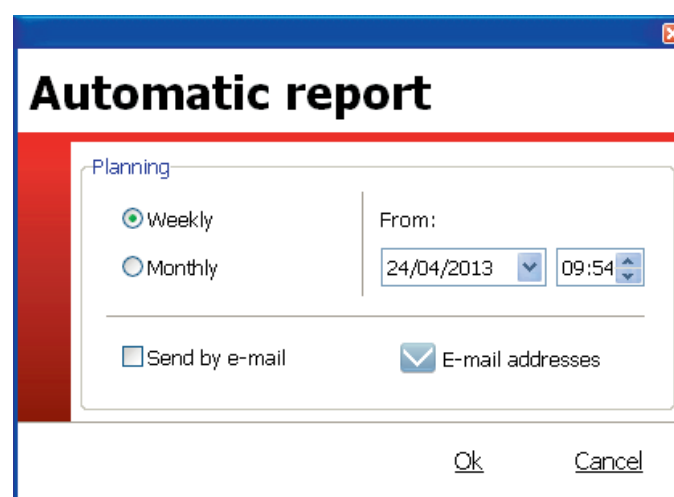 Automatic report
Planning
Weekly
From:
Monthly
24/04/2013
09:54
Send by e-mail
E-mail addresses
Ok
Cancel